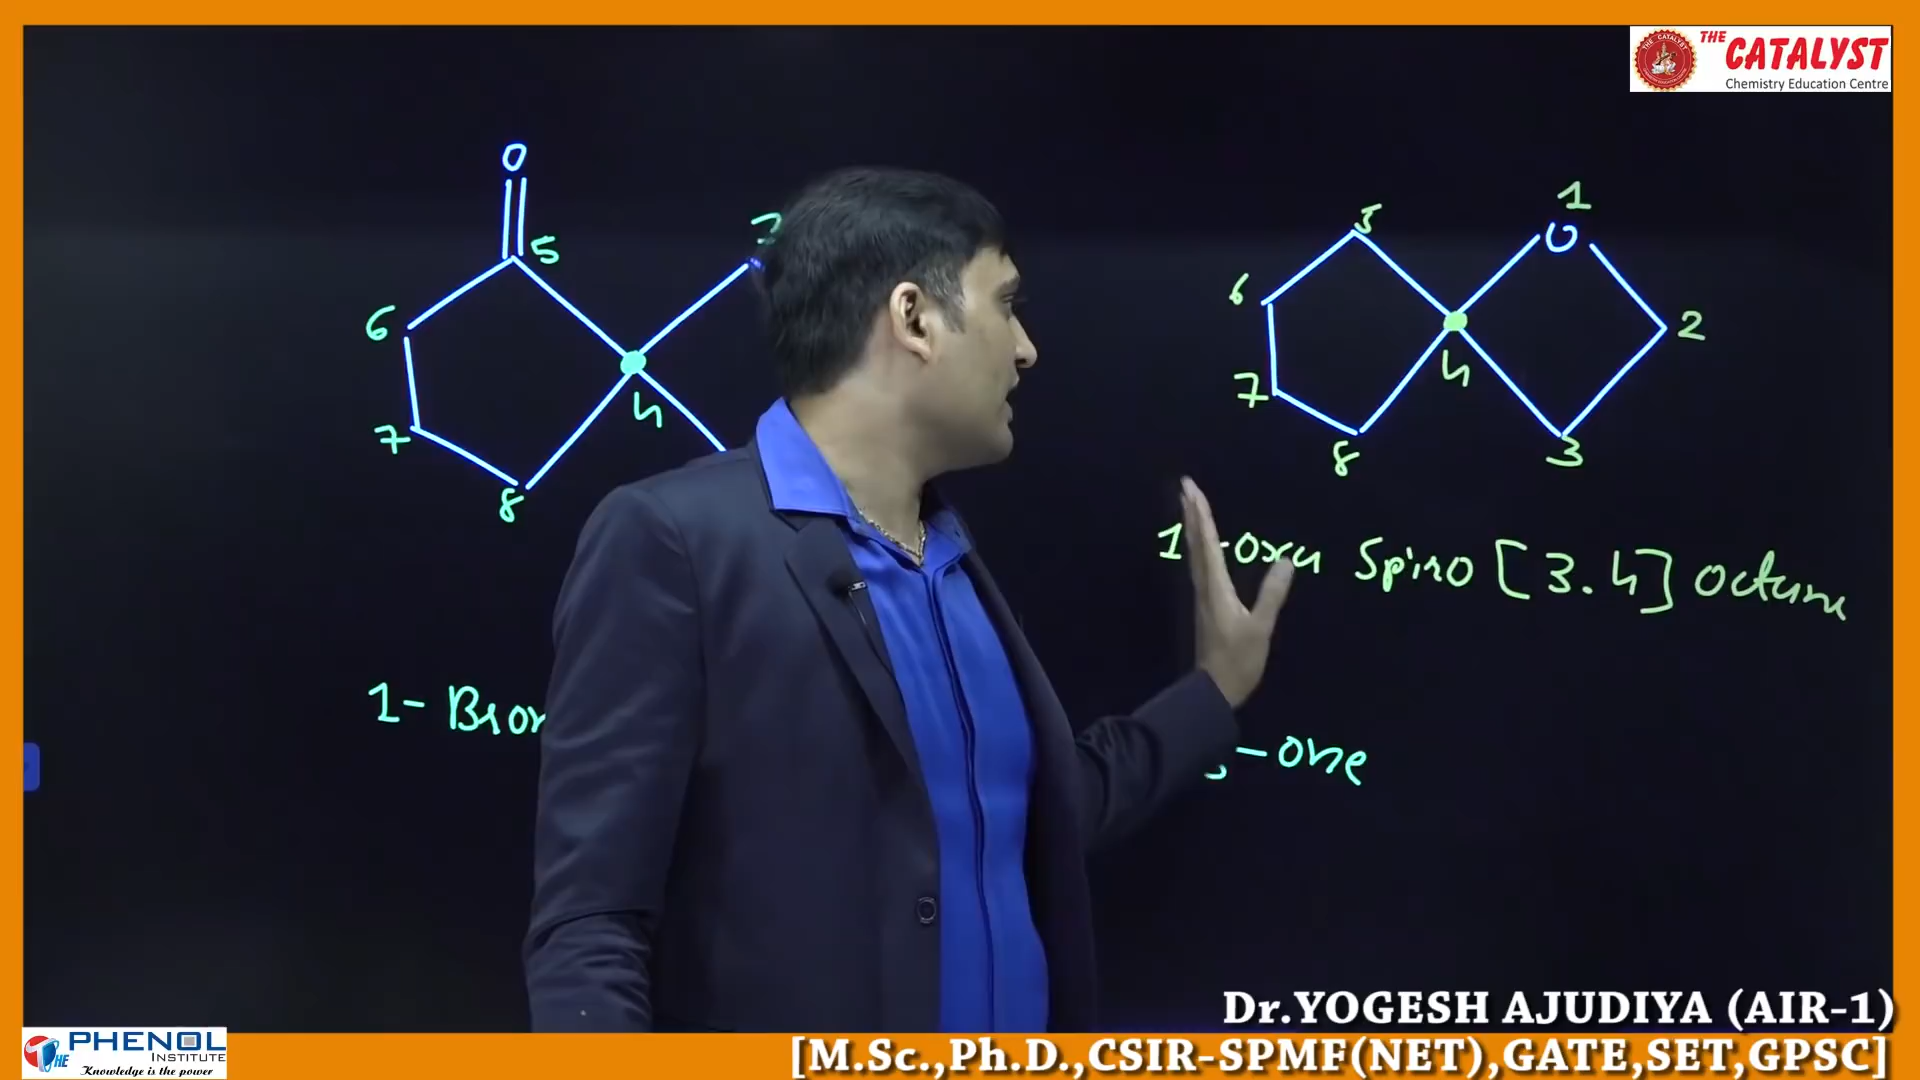 THE CATALYST
Chemistry Education Centre
O
5
6
4
7
8
1
O
5
6
2
4
7
8
3
1-oxa Spiro [3.4] octane
1-
-one
Dr.YOGESH AJUDIYA (AIR-1)
[M.Sc.,Ph.D.,CSIR-SPMF(NET),GATE,SET,GPSC]
THE PHENOL
INSTITUTE
Knowledge is the power